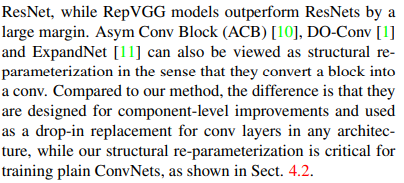 ResNet, while RepVGG models outperform ResNets by a
large margin. Asym Conv Block (ACB) [10], DO-Conv [1]
and ExpandNet [11] can also be viewed as structural re-
parameterization in the sense that they convert a block into
a conv. Compared to our method, the difference is that they
are designed for component-level improvements and used
as a drop-in replacement for conv layers in any architec-
ture, while our structural re-parameterization is critical for
training plain ConvNets, as shown in Sect. 4.2.